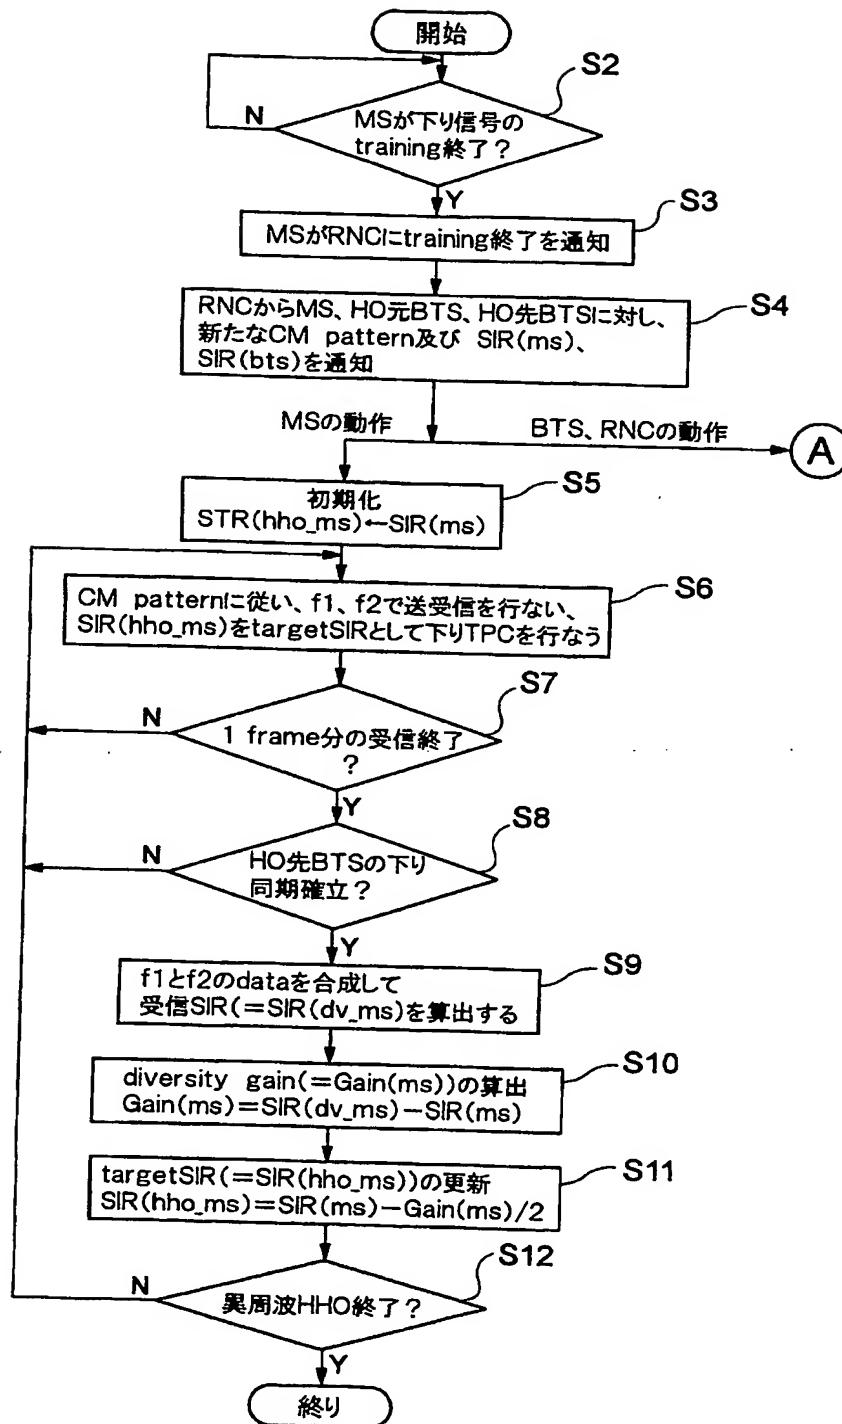 開始
S2
N
MSが下り信号の
training終了？
Y
S3
MSがRNCにtraining終了を通知
S4
RNCからMS、HO元BTS、HO先BTSに対し、
新たなCM pattern及び SIR(ms)、
SIR(bts)を通知
MSの動作
BTS、RNCの動作
A
S5
初期化
STR(hho_ms)←SIR(ms)
S6
CM patternに従い、f1、f2で送受信を行ない、
SIR(hho_ms)をtargetSIRとして下りTPCを行なう
S7
N
1 frame分の受信終了
？
Y
S8
N
HO先BTSの下り
同期確立？
Y
S9
f1とf2のdataを合成して
受信SIR(=SIR(dv_ms)を算出する
S10
diversity gain(=Gain(ms))の算出
Gain(ms)=SIR(dv_ms)−SIR(ms)
S11
targetSIR(=SIR(hho_ms))の更新
SIR(hho_ms)=SIR(ms)−Gain(ms)/2
S12
N
異周波HHO終了？
Y
終り